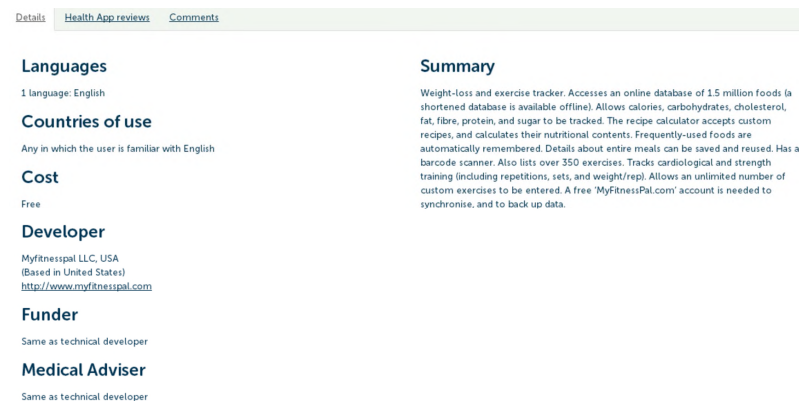 Details
Health App reviews
Comments
Languages
1 language: English
Countries of use
Any in which the user is familiar with English
Cost
Free
Developer
Myfitnesspal LLC, USA
(Based in United States)
http://www.myfitnesspal.com
Funder
Same as technical developer
Medical Adviser
Same as technical developer
Summary
Weight-loss and exercise tracker. Accesses an online database of 1.5 million foods (a
shortened database is available offline). Allows calories, carbohydrates, cholesterol,
fat, fibre, protein, and sugar to be tracked. The recipe calculator accepts custom
recipes, and calculates their nutritional contents. Frequently-used foods are
automatically remembered. Details about entire meals can be saved and reused. Has a
barcode scanner. Also lists over 350 exercises. Tracks cardiological and strength
training (including repetitions, sets, and weight/rep). Allows an unlimited number of
custom exercises to be entered. A free 'MyFitnessPal.com' account is needed to
synchronise, and to back up data.